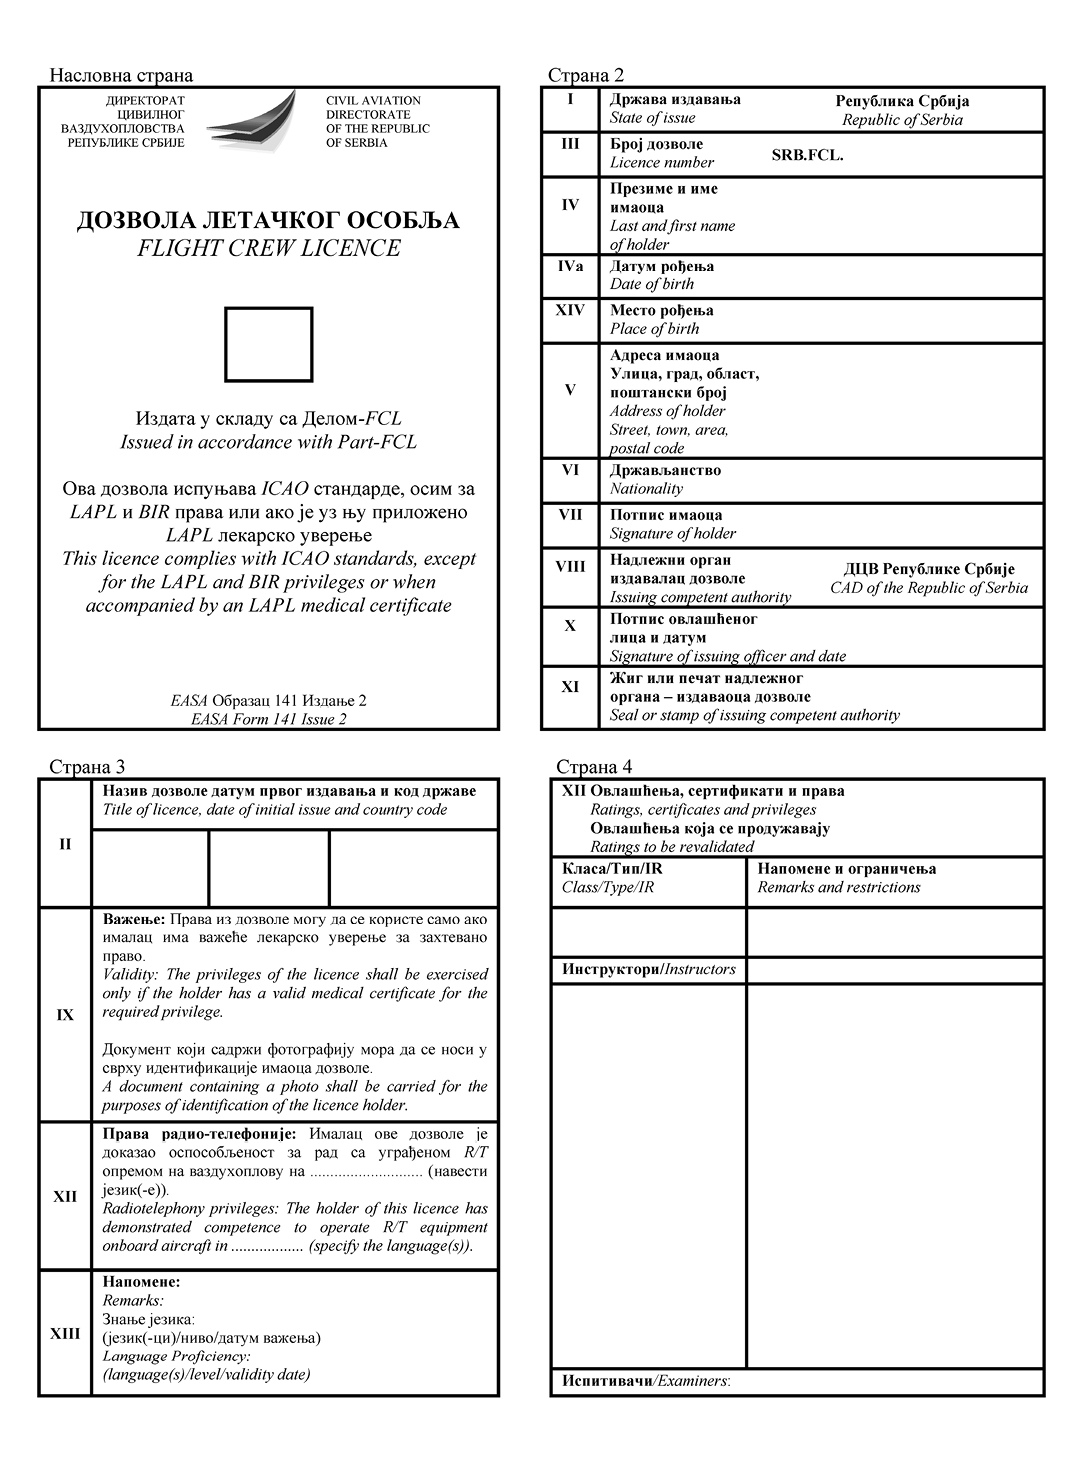 Насловна страна
ДИРЕКТОРАТ
ЦИВИЛНОГ
ВАЗДУХОПЛОВСТВА
РЕПУБЛИКЕ СРБИЈЕ
CIVIL AVIATION
DIRECTORATE
OF THE REPUBLIC
OF SERBIA
ДОЗВОЛА ЛЕТАЧКОГ ОСОБЉА
FLIGHT CREW LICENCE
Издата у складу са Делом-FCL
Issued in accordance with Part-FCL
Ова дозвола испуњава ICAO стандарде, осим за
LAPL и BIR права или ако је уз њу приложено
LAPL лекарско уверење
This licence complies with ICAO standards, except
for the LAPL and BIR privileges or when
accompanied by an LAPL medical certificate
EASA Образац 141 Издање 2
EASA Form 141 Issue 2
Страна 2
I
Држава издавања
State of issue
Република Србија
Republic of Serbia
III
Број дозволе
Licence number
SRB.FCL.
IV
Презиме и име
имаоца
Last and first name
of holder
IVa
Датум рођења
Date of birth
XIV
Место рођења
Place of birth
V
Адреса имаоца
Улица, град, област,
поштански број
Address of holder
Street, town, area,
postal code
VI
Држављанство
Nationality
VII
Потпис имаоца
Signature of holder
VIII
Надлежни орган
издавалац дозволе
Issuing competent authority
ДЦВ Републике Србије
CAD of the Republic of Serbia
X
Потпис овлашћеног
лица и датум
Signature of issuing officer and date
XI
Жиг или печат надлежног
органа – издаваоца дозволе
Seal or stamp of issuing competent authority
Страна 3
II
Назив дозволе датум првог издавања и код државе
Title of licence, date of initial issue and country code
IX
Важење: Права из дозволе могу да се користе само ако
ималац има важеће лекарско уверење за захтевано
право.
Validity: The privileges of the licence shall be exercised
only if the holder has a valid medical certificate for the
required privilege.
Документ који садржи фотографију мора да се носи у
сврху идентификације имаоца дозволе.
A document containing a photo shall be carried for the
purposes of identification of the licence holder.
XII
Права радио-телефоније: Ималац ове дозволе је
доказао оспособљеност за рад са уграђеном R/T
опремом на ваздухоплову на ............................ (навести
језик(-е)).
Radiotelephony privileges: The holder of this licence has
demonstrated competence to operate R/T equipment
onboard aircraft in .................. (specify the language(s)).
XIII
Напомене:
Remarks:
Знање језика:
(језик(-ци)/ниво/датум важења)
Language Proficiency:
(language(s)/level/validity date)
Страна 4
XII Овлашћења, сертификати и права
Ratings, certificates and privileges
Овлашћења која се продужавају
Ratings to be revalidated
Класа/Тип/IR
Class/Type/IR
Напомене и ограничења
Remarks and restrictions
Инструктори/Instructors
Испитивачи/Examiners: